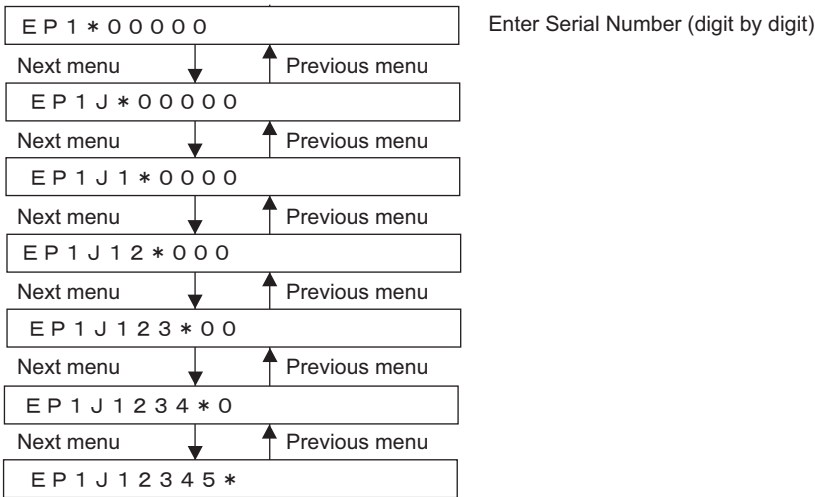 EP1*00000 Enter Serial Number (digit by digit)
Next menu Previous menu
EP1J*00000
Next menu Previous menu
EP1J1*0000
Next menu Previous menu
EP1J12*000
Next menu Previous menu
EP1J123*00
Next menu Previous menu
EP1J1234*0
Next menu Previous menu
EP1J12345*